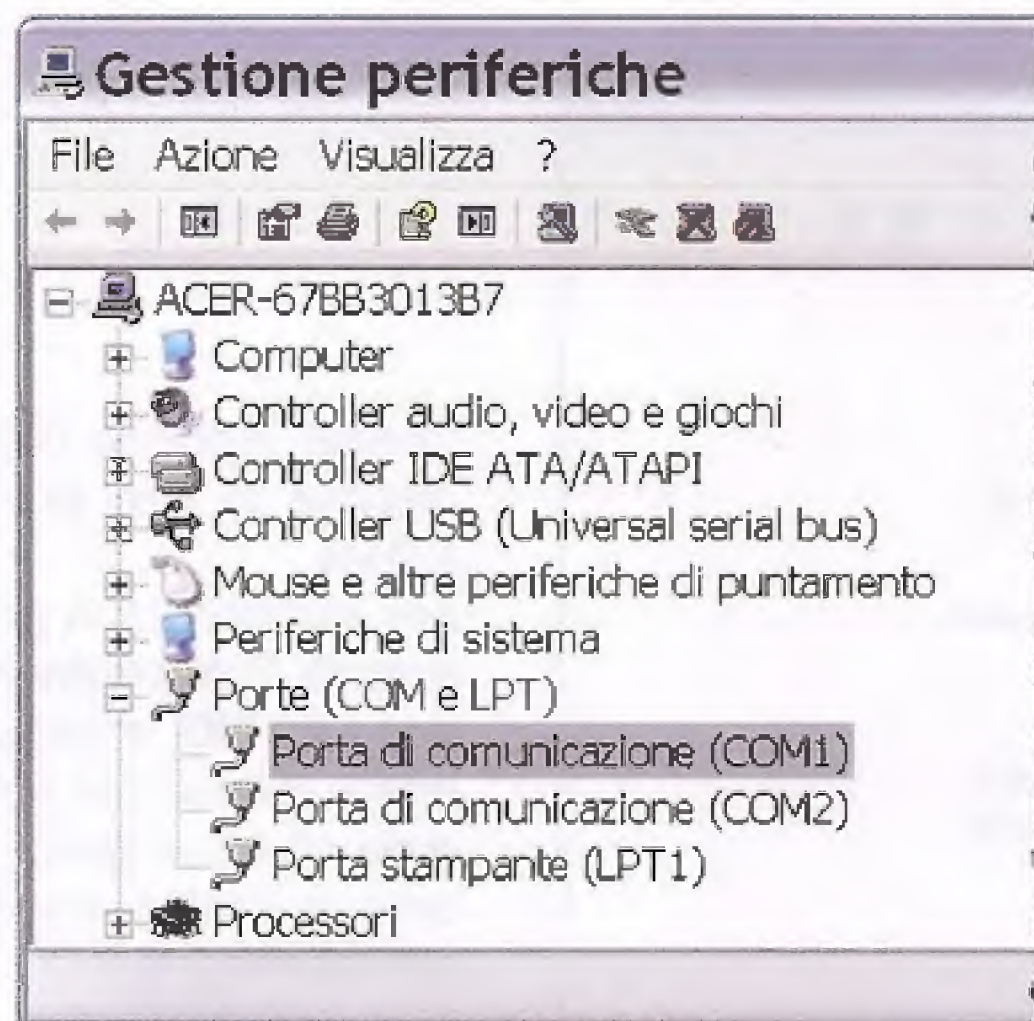 Gestione periferiche
File Azione Visualizza ?
ACER-67BB3013B7
Computer
Controller audio, video e giochi
Controller IDE ATA/ATAPI
Controller USB (Universal serial bus)
Mouse e altre periferiche di puntamento
Periferiche di sistema
Porte (COM e LPT)
Porta di comunicazione (COM1)
Porta di comunicazione (COM2)
Porta stampante (LPT1)
Processori